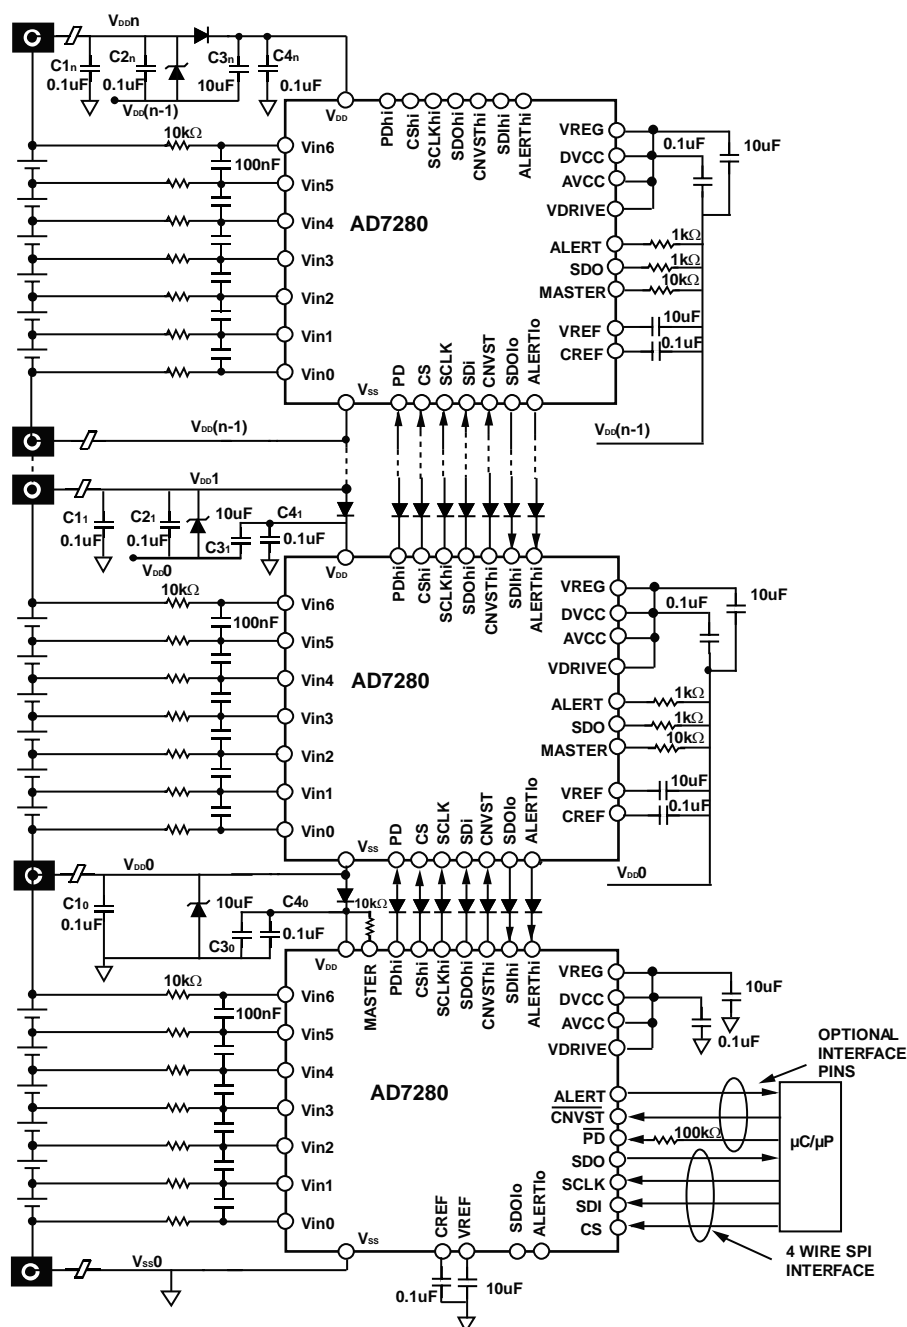 VDDn
C1n
0.1uF
C2n
0.1uF
C3n
10uF
C4n
0.1uF
VDD(n-1)
VDD
PDhi
CShi
SCLKhi
SDOhi
CNVSThi
SDIhi
ALERThi
10kΩ
100nF
Vin6
Vin5
Vin4
Vin3
Vin2
Vin1
Vin0
AD7280
VREG
DVCC
AVCC
VDRIVE
ALERT
SDO
MASTER
VREF
CREF
0.1uF
10uF
1kΩ
1kΩ
10kΩ
10uF
0.1uF
VDD(n-1)
VSS
PD
CS
SCLK
SDi
CNVST
SDOlo
ALERTlo
VDD(n-1)
VDD1
C11
0.1uF
C21
0.1uF
10uF
C31
C41
0.1uF
VDD0
VDD
PDhi
CShi
SCLKhi
SDOhi
CNVSThi
SDIhi
ALERThi
10kΩ
100nF
Vin6
Vin5
Vin4
Vin3
Vin2
Vin1
Vin0
AD7280
VREG
DVCC
AVCC
VDRIVE
ALERT
SDO
MASTER
VREF
CREF
0.1uF
10uF
1kΩ
1kΩ
10kΩ
10uF
0.1uF
VDD0
VSS
PD
CS
SCLK
SDi
CNVST
SDOlo
ALERTlo
VDD0
C10
0.1uF
10uF
C30
C40
0.1uF
10kΩ
VDD
MASTER
PDhi
CShi
SCLKhi
SDOhi
CNVSThi
SDIhi
ALERThi
10kΩ
100nF
Vin6
Vin5
Vin4
Vin3
Vin2
Vin1
Vin0
AD7280
VREG
DVCC
AVCC
VDRIVE
10uF
0.1uF
OPTIONAL
INTERFACE
PINS
ALERT
CNVST
PD
SDO
SCLK
SDI
CS
100kΩ
µC/µP
4 WIRE SPI
INTERFACE
VSS
CREF
VREF
SDOlo
ALERTlo
VSS0
0.1uF
10uF